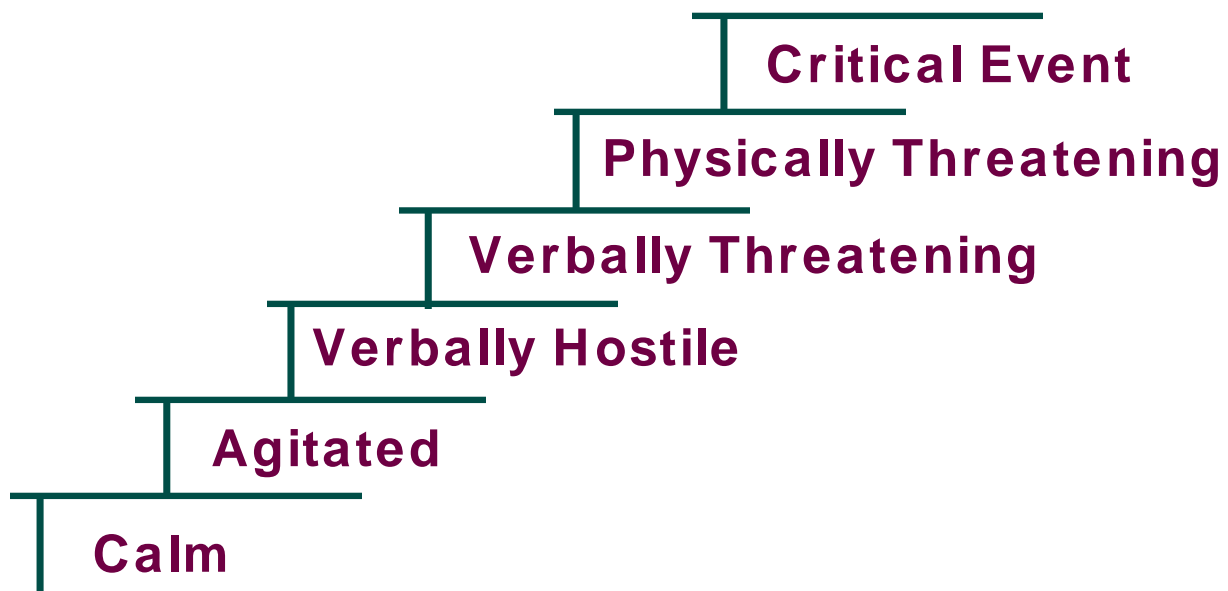 Critical Event
Physically Threatening
Verbally Threatening
Verbally Hostile
Agitated
Calm